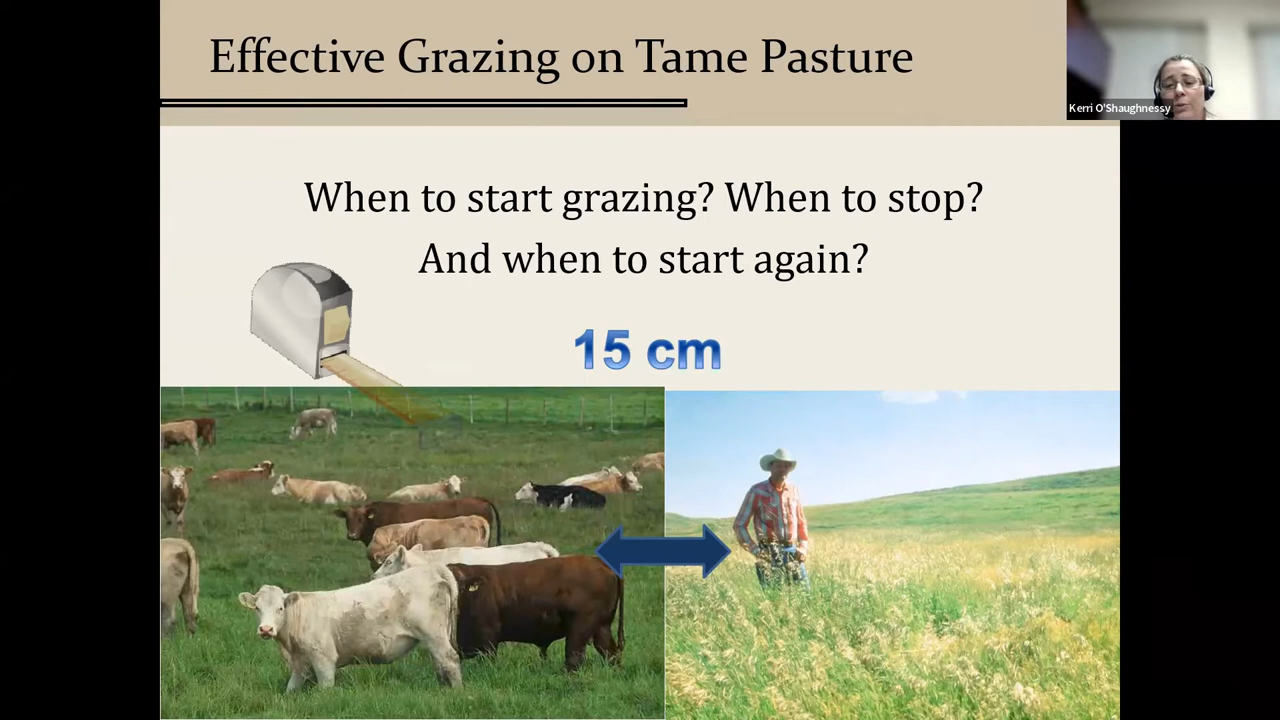 Effective Grazing on Tame Pasture
Kerri O'Shaughnessy
When to start grazing? When to stop?
And when to start again?
15 cm